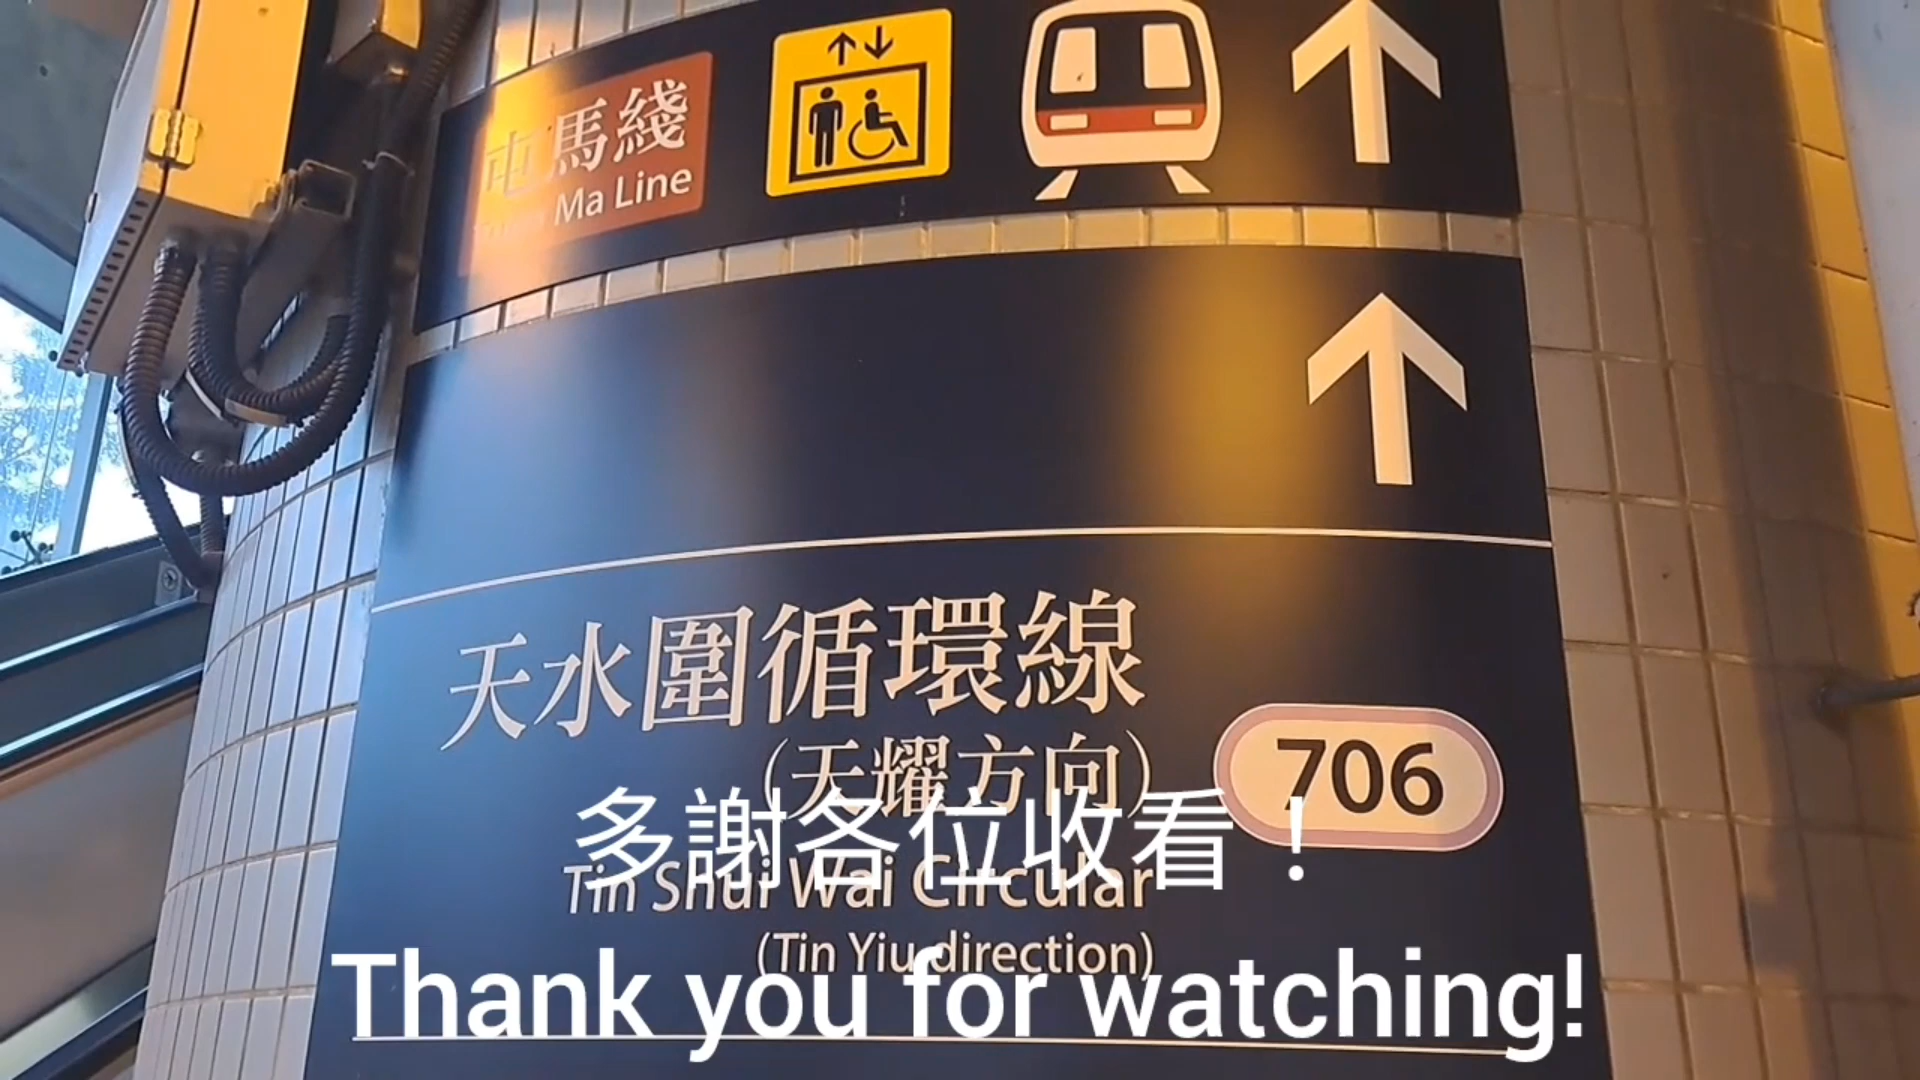 屯馬綫
Ma Line
天水圍循環線
(天耀方向)
706
Tin Shui Wai Circular
(Tin Yiu direction)
多謝各位收看！
Thank you for watching!